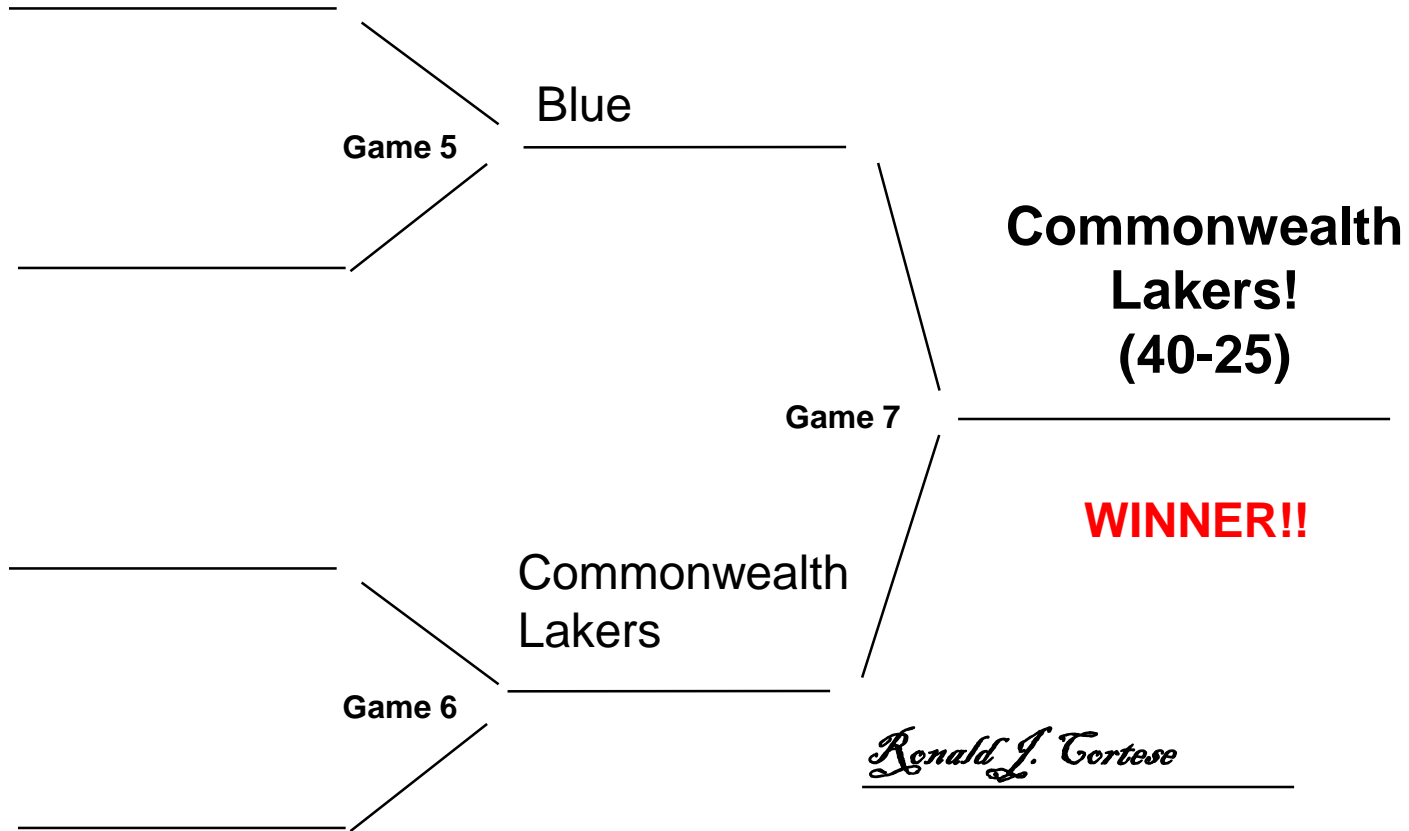 Blue
Game 5
Commonwealth
Lakers!
(40-25)
Game 7
WINNER!!
Commonwealth
Lakers
Game 6
Ronald J. Cortese